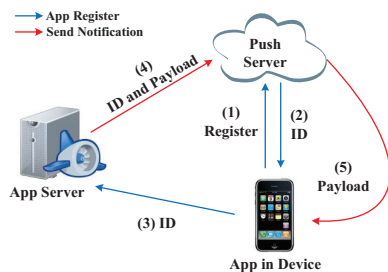 App Register
Send Notification
Push
Server
(4)
ID and Payload
(1)
Register
(2)
ID
(5)
Payload
App Server
(3) ID
App in Device